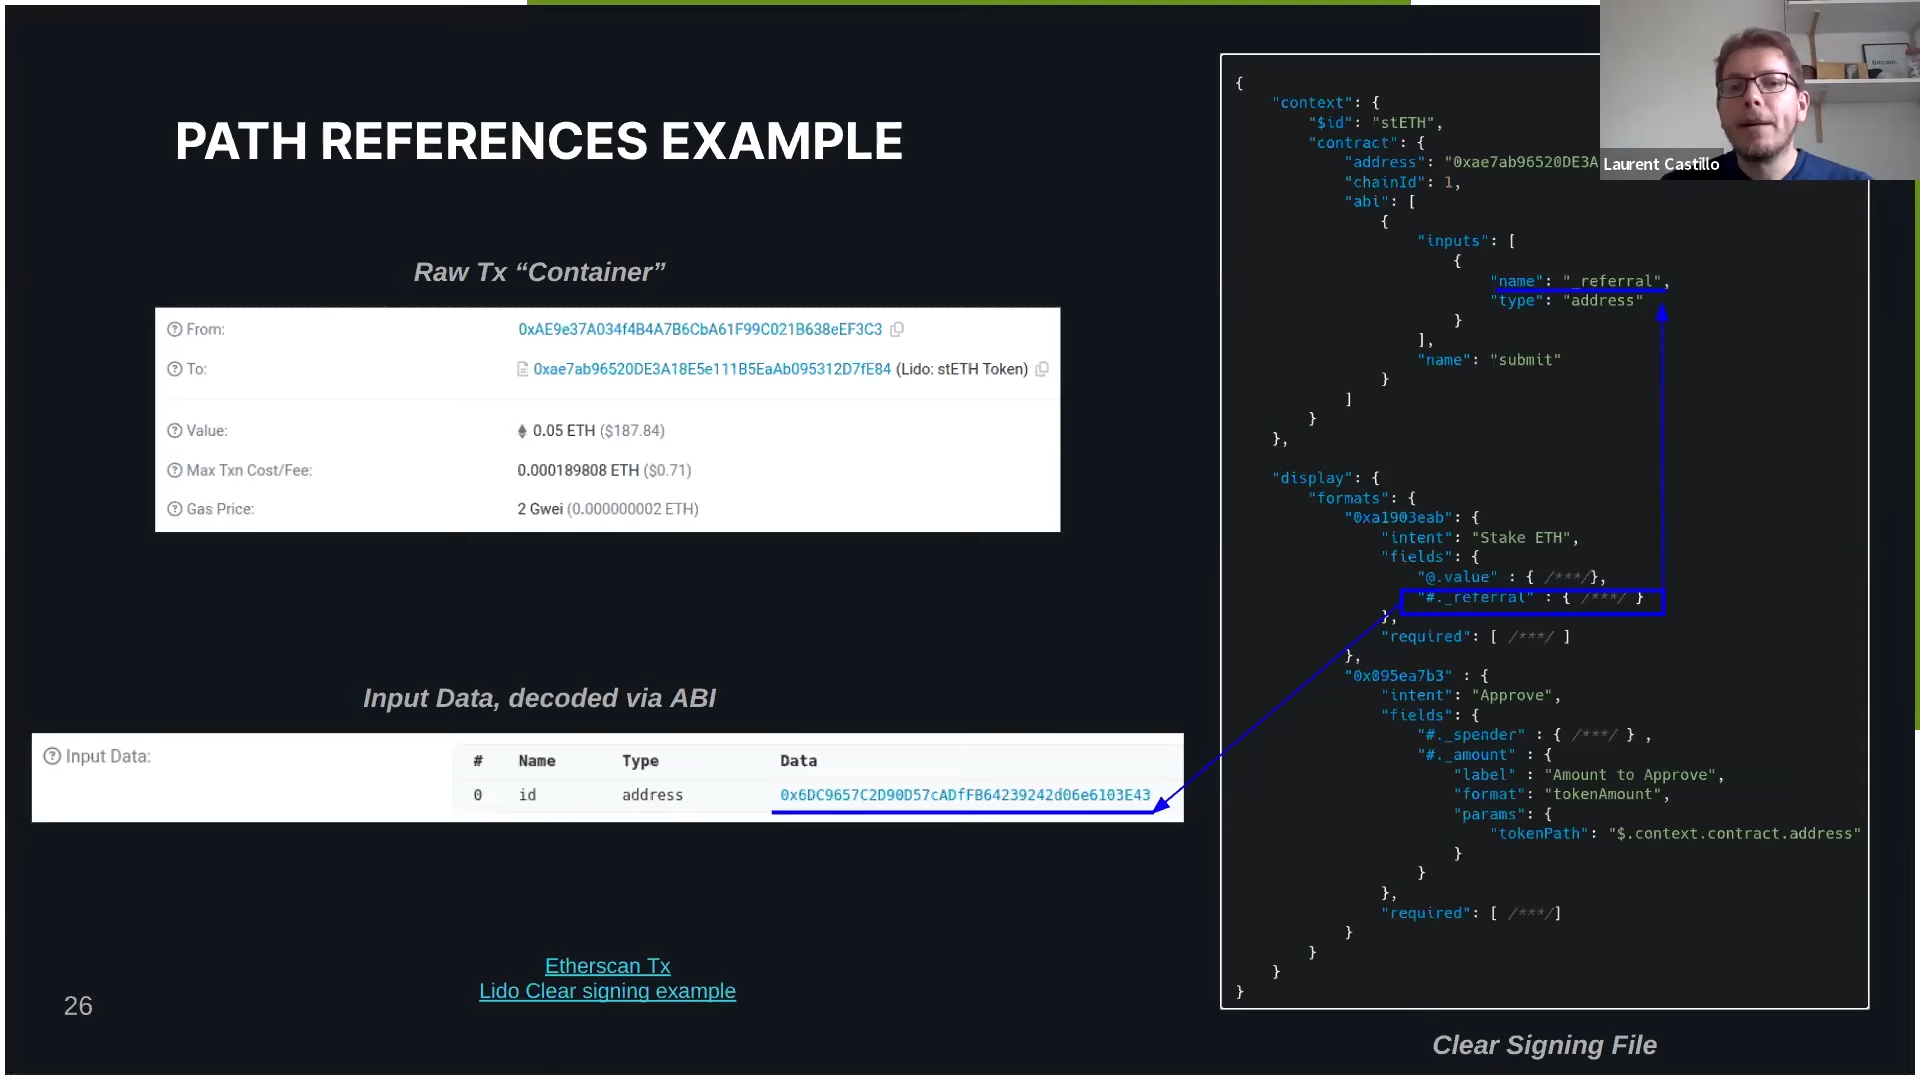 PATH REFERENCES EXAMPLE
Raw Tx “Container”
From: 0xAE9e37A034f4B4A7B6CbA61F99C021B638eEF3C3
To: 0xae7ab96520DE3A18E5e111B5EaAb095312D7fE84 (Lido: stETH Token)
Value: 0.05 ETH ($187.84)
Max Txn Cost/Fee: 0.000189808 ETH ($0.71)
Gas Price: 2 Gwei (0.000000002 ETH)
Input Data, decoded via ABI
Input Data:
# Name Type Data
0 id address 0x6DC9657C2D90D57cADfFB64239242d06e6103E43
Etherscan Tx
Lido Clear signing example
26
{
"context": {
"$id": "stETH",
"contract": {
"address": "0xae7ab96520DE3A
"chainId": 1,
"abi": [
{
"inputs": [
{
"name": "_referral",
"type": "address"
}
],
"name": "submit"
}
]
}
},
"display": {
"formats": {
"0xa1903eab": {
"intent": "Stake ETH",
"fields": {
"@.value" : { /***/},
"#._referral" : { /***/ }
},
"required": [ /***/ ]
},
"0x095ea7b3" : {
"intent": "Approve",
"fields": {
"#._spender" : { /***/ } ,
"#._amount" : {
"label" : "Amount to Approve",
"format": "tokenAmount",
"params": {
"tokenPath": "$.context.contract.address"
}
}
},
"required": [ /***/]
}
}
}
}
Clear Signing File
Bitcoin.
Laurent Castillo